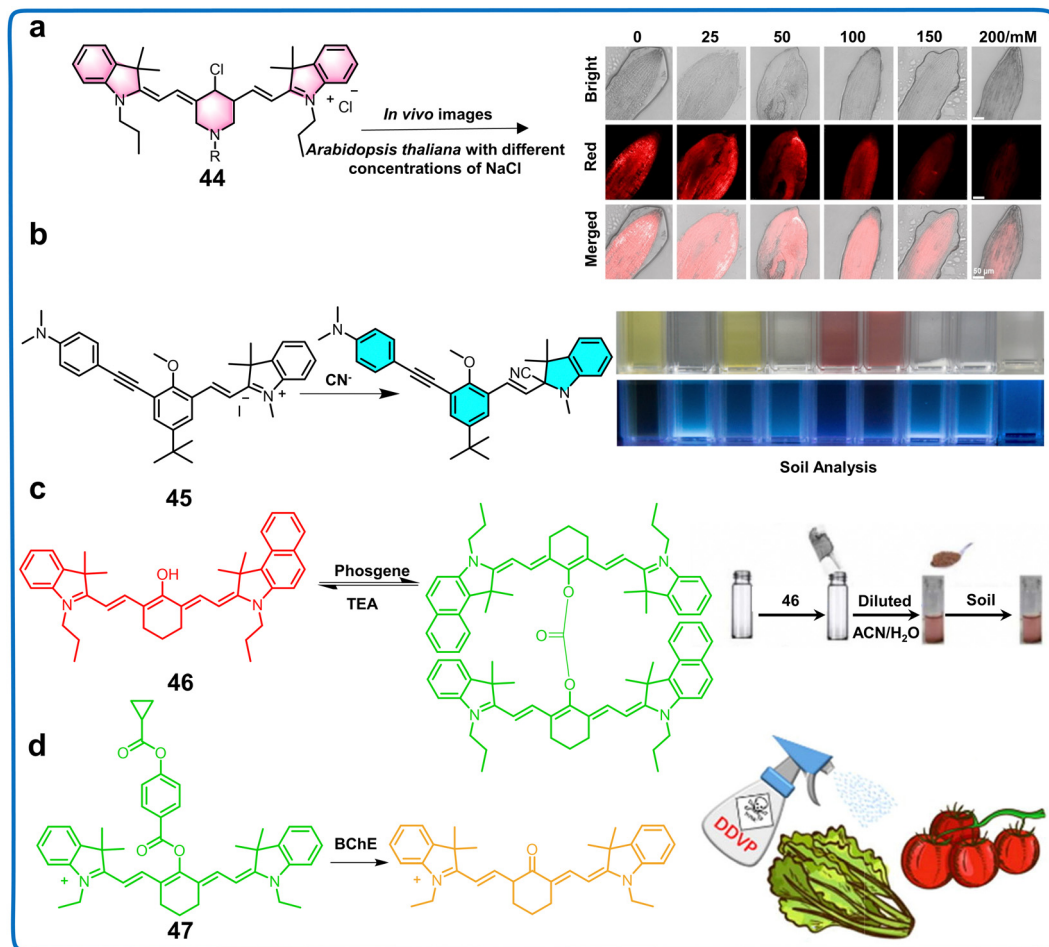 a
Cl
N
+
Cl
-
N
N
R
44
In vivo images
Arabidopsis thaliana with different
concentrations of NaCl
0 25 50 100 150 200/mM
Bright
Red
Merged
50 μm
b
N
O
I
-
N
+
45
CN-
N
O
NC
N
Soil Analysis
c
OH
N
N
+
46
Phosgene
TEA
N
N
+
O
O
O
N
+
N
46
Diluted
ACN/H2O
Soil
d
O
O
O
O
N
+
N
47
BChE
O
N
+
N
DDVP